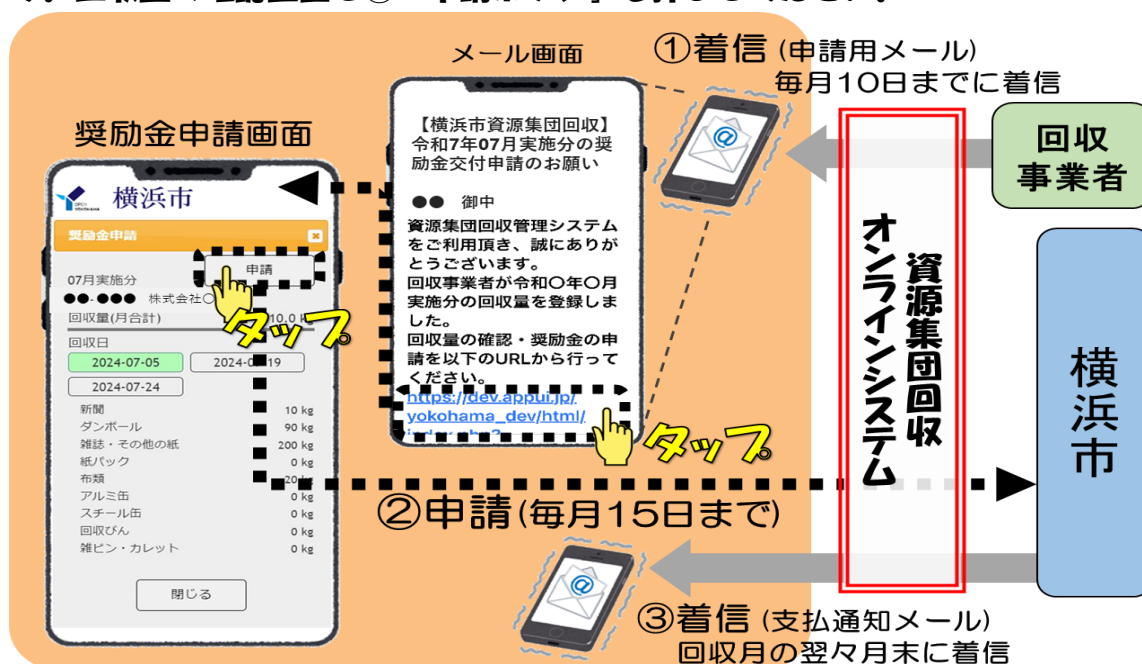 メール画面
①着信(申請用メール)
毎月10日までに着信
回収
事業者
資源集団回収
オンラインシステム
横浜市
奨励金申請画面
横浜市
奨励金申請
申請
07月実施分
●●-●●● 株式会社〇
回収量(月合計)
10.0 kg
回収日
2024-07-05
2024-07-24
新聞 10 kg
ダンボール 90 kg
雑誌・その他の紙 200 kg
紙パック 0 kg
布類 20 kg
アルミ缶 0 kg
スチール缶 0 kg
回収びん 0 kg
雑ビン・カレット 0 kg
閉じる
タップ
【横浜市資源集団回収】
令和7年07月実施分の奨
励金交付申請のお願い
●● 御中
資源集団回収管理システム
をご利用頂き、誠にありが
とうございます。
回収事業者が令和〇年〇月
実施分の回収量を登録しま
した。
回収量の確認・奨励金の申
請を以下のURLから行って
ください。
https://dev.appui.jp/
yokohama_dev/html/
タップ
②申請(毎月15日まで)
③着信(支払通知メール)
回収月の翌々月末に着信